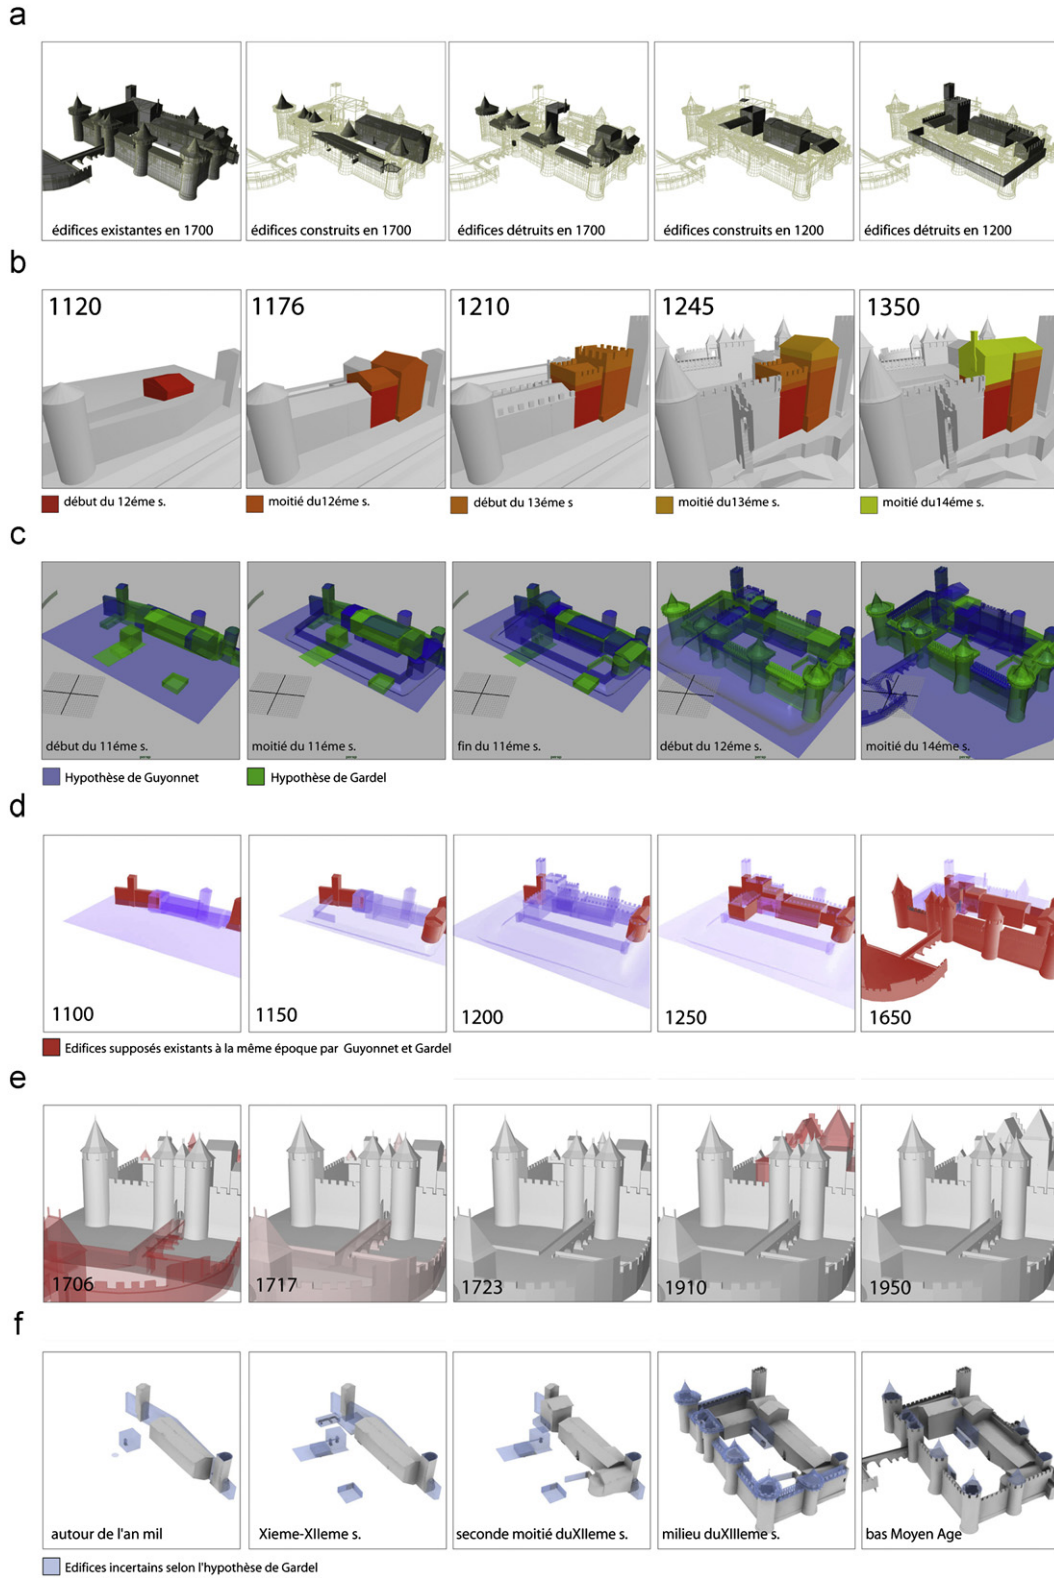 a
édifices existantes en 1700
édifices construits en 1700
édifices détruits en 1700
édifices construits en 1200
édifices détruits en 1200
b
1120
1176
1210
1245
1350
début du 12éme s.
moitié du12éme s.
début du 13éme s
moitié du13éme s.
moitié du14éme s.
c
début du 11éme s.
moitié du 11éme s.
fin du 11éme s.
début du 12éme s.
moitié du 14éme s.
persp
persp
persp
persp
persp
Hypothèse de Guyonnet
Hypothèse de Gardel
d
1100
1150
1200
1250
1650
Edifices supposés existants à la même époque par Guyonnet et Gardel
e
1706
1717
1723
1910
1950
f
autour de l'an mil
Xieme-XIIeme s.
seconde moitié duXIIeme s.
milieu duXIIIeme s.
bas Moyen Age
Edifices incertains selon l'hypothèse de Gardel